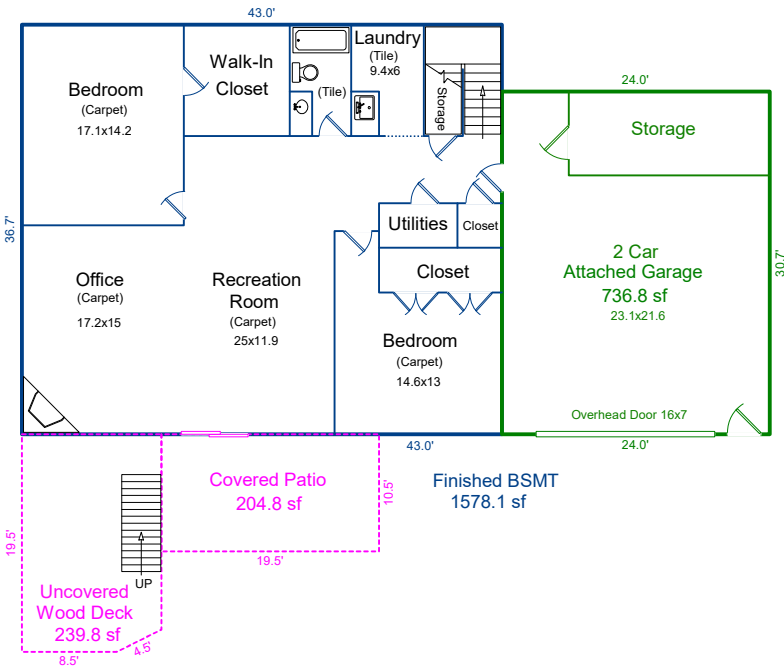 43.0'
Walk-In
Closet
Laundry
(Tile)
9.4x6
Bedroom
(Carpet)
17.1x14.2
(Tile)
Storage
24.0'
Storage
36.7'
Utilities
Closet
Office
(Carpet)
17.2x15
Recreation
Room
(Carpet)
25x11.9
Closet
2 Car
Attached Garage
736.8 sf
23.1x21.6
30.7'
Bedroom
(Carpet)
14.6x13
Overhead Door 16x7
43.0'
24.0'
Covered Patio
204.8 sf
10.5'
Finished BSMT
1578.1 sf
19.5'
19.5'
UP
Uncovered
Wood Deck
239.8 sf
8.5'
4.5'